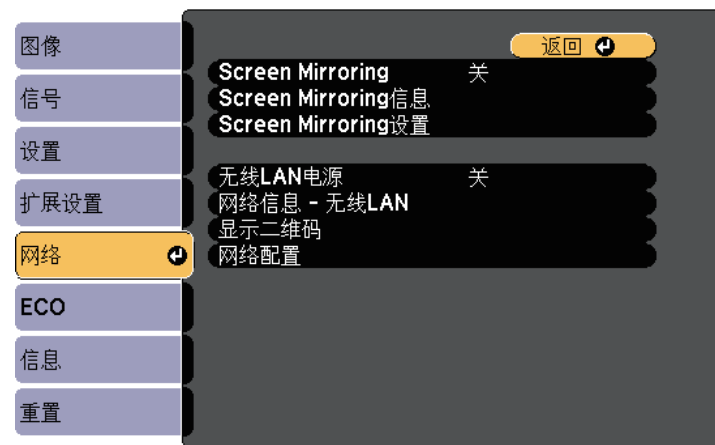 图像
信号
设置
扩展设置
网络
ECO
信息
重置
返回
Screen Mirroring 关
Screen Mirroring信息
Screen Mirroring设置
无线LAN电源 关
网络信息 - 无线LAN
显示二维码
网络配置